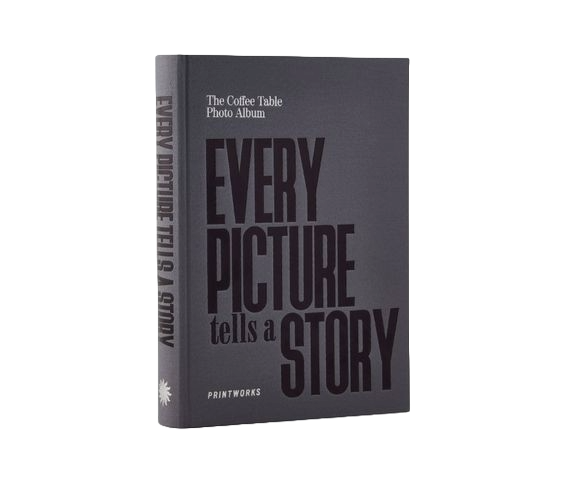 The Coffee Table
Photo Album
EVERY
PICTURE
tells a
STORY
PRINTWORKS
EVERY PICTURE TELLS A STORY